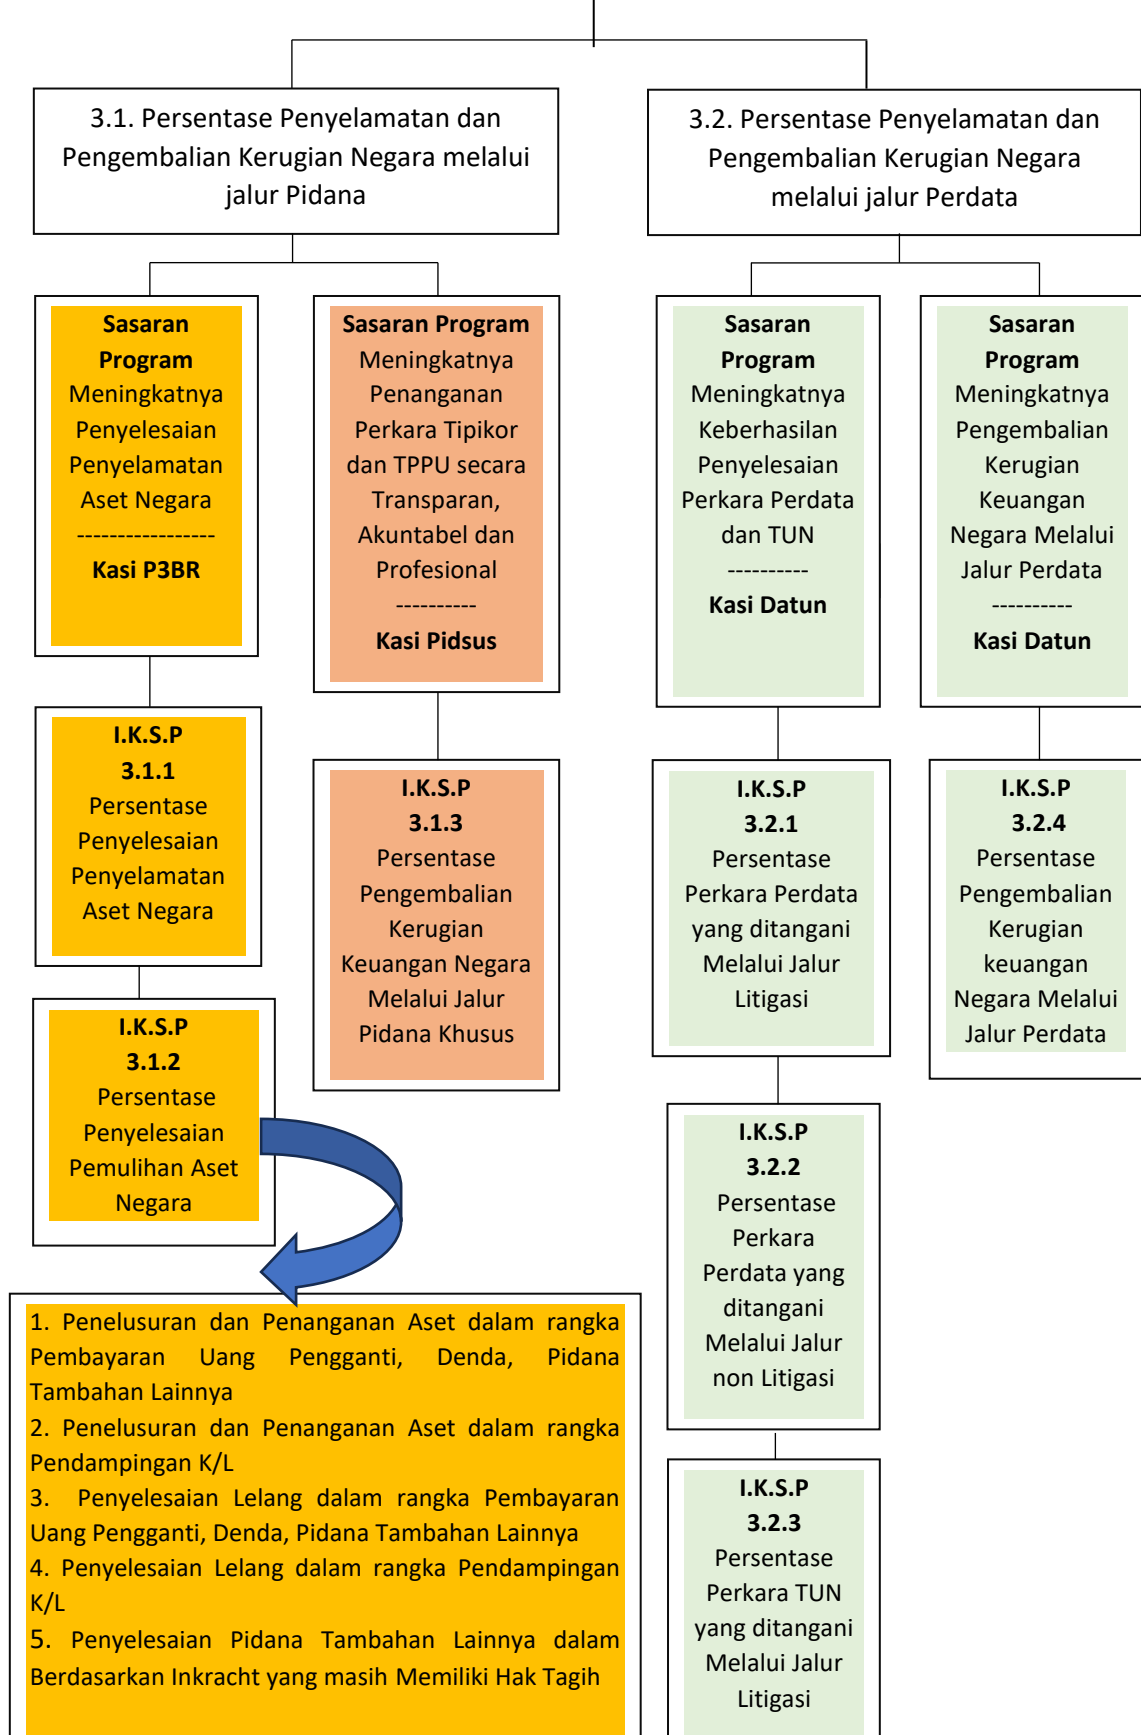 3.1. Persentase Penyelamatan dan
Pengembalian Kerugian Negara melalui
jalur Pidana
3.2. Persentase Penyelamatan dan
Pengembalian Kerugian Negara
melalui jalur Perdata
Sasaran
Program
Meningkatnya
Penyelesaian
Penyelamatan
Aset Negara
-----------------
Kasi P3BR
Sasaran Program
Meningkatnya
Penanganan
Perkara Tipikor
dan TPPU secara
Transparan,
Akuntabel dan
Profesional
----------
Kasi Pidsus
Sasaran
Program
Meningkatnya
Keberhasilan
Penyelesaian
Perkara Perdata
dan TUN
----------
Kasi Datun
Sasaran
Program
Meningkatnya
Pengembalian
Kerugian
Keuangan
Negara Melalui
Jalur Perdata
----------
Kasi Datun
I.K.S.P
3.1.1
Persentase
Penyelesaian
Penyelamatan
Aset Negara
I.K.S.P
3.1.2
Persentase
Penyelesaian
Pemulihan Aset
Negara
I.K.S.P
3.1.3
Persentase
Pengembalian
Kerugian
Keuangan Negara
Melalui Jalur
Pidana Khusus
I.K.S.P
3.2.1
Persentase
Perkara Perdata
yang ditangani
Melalui Jalur
Litigasi
I.K.S.P
3.2.4
Persentase
Pengembalian
Kerugian
keuangan
Negara Melalui
Jalur Perdata
I.K.S.P
3.2.2
Persentase
Perkara
Perdata yang
ditangani
Melalui Jalur
non Litigasi
I.K.S.P
3.2.3
Persentase
Perkara TUN
yang ditangani
Melalui Jalur
Litigasi
1. Penelusuran dan Penanganan Aset dalam rangka
Pembayaran Uang Pengganti, Denda, Pidana
Tambahan Lainnya
2. Penelusuran dan Penanganan Aset dalam rangka
Pendampingan K/L
3. Penyelesaian Lelang dalam rangka Pembayaran
Uang Pengganti, Denda, Pidana Tambahan Lainnya
4. Penyelesaian Lelang dalam rangka Pendampingan
K/L
5. Penyelesaian Pidana Tambahan Lainnya dalam
Berdasarkan Inkracht yang masih Memiliki Hak Tagih